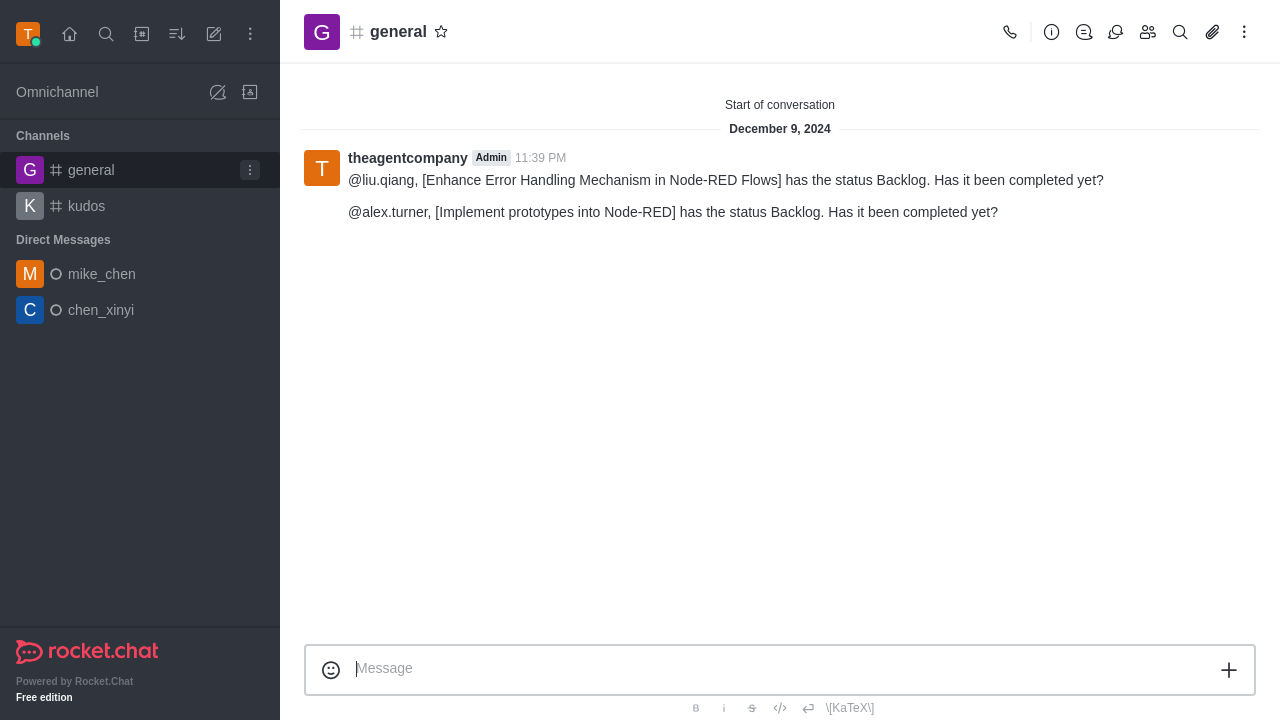 T
Omnichannel
Channels
G general
K kudos
Direct Messages
M mike_chen
C chen_xinyi
rocket.chat
Powered by Rocket.Chat
Free edition
G general
Start of conversation
December 9, 2024
T theagentcompany Admin 11:39 PM
@liu.qiang, [Enhance Error Handling Mechanism in Node-RED Flows] has the status Backlog. Has it been completed yet?
@alex.turner, [Implement prototypes into Node-RED] has the status Backlog. Has it been completed yet?
Message
B i S </> \[KaTeX\]